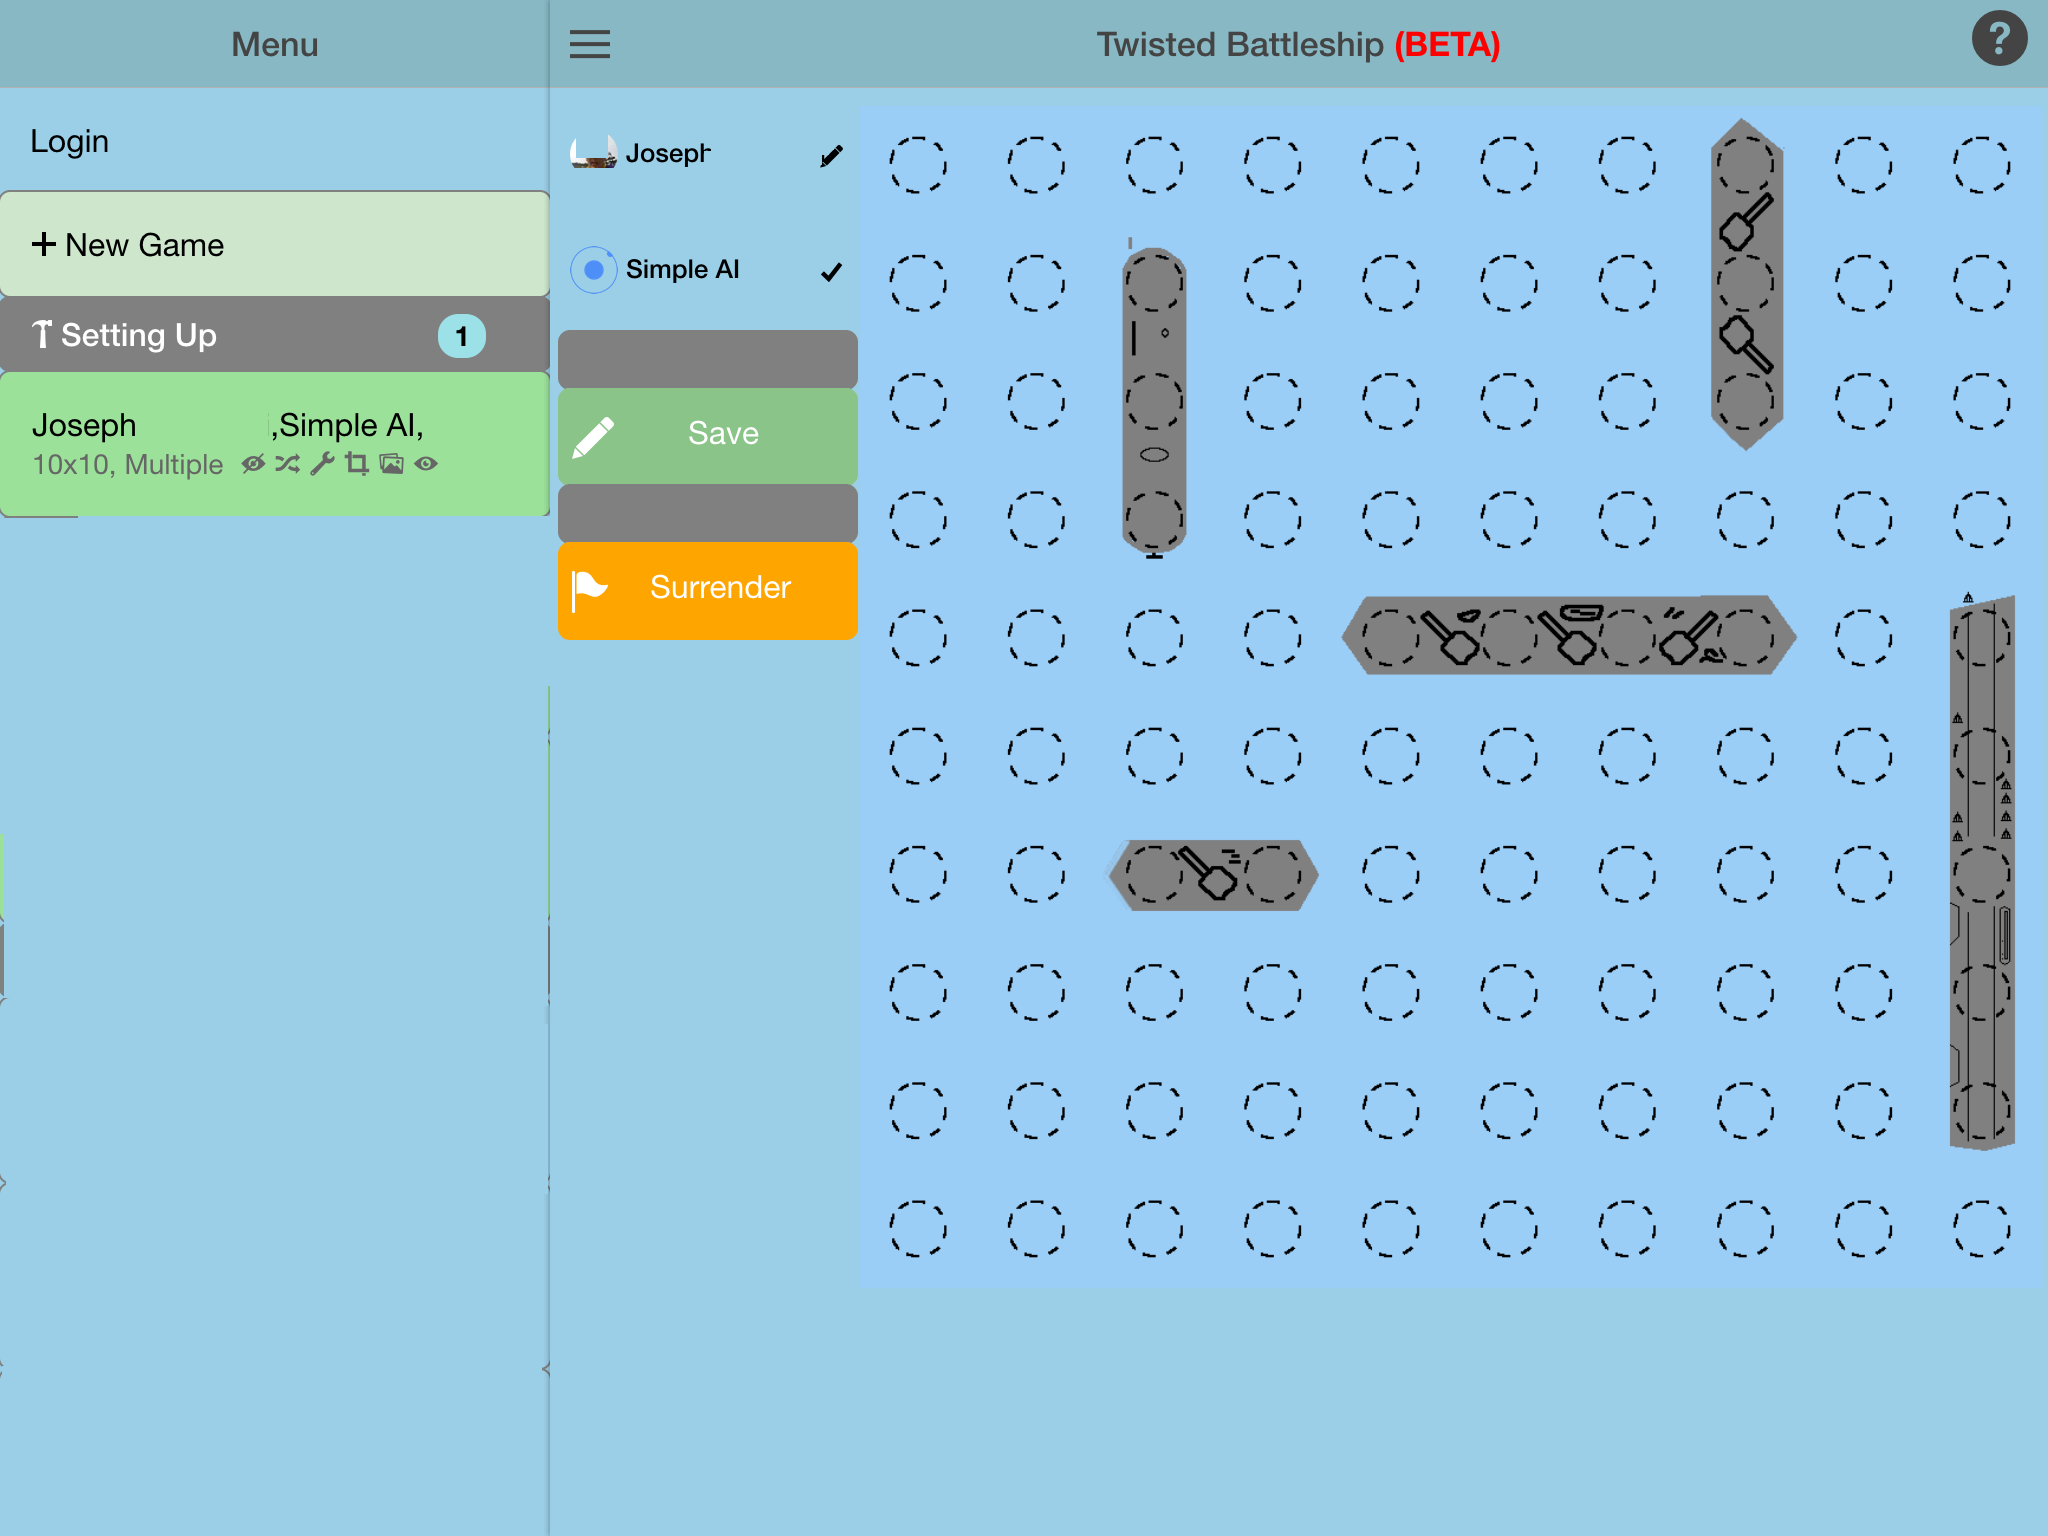 Menu
Twisted Battleship (BETA)
?
Login
+ New Game
Setting Up
1
Joseph ,Simple AI,
10x10, Multiple
Joseph
Simple AI
Save
Surrender